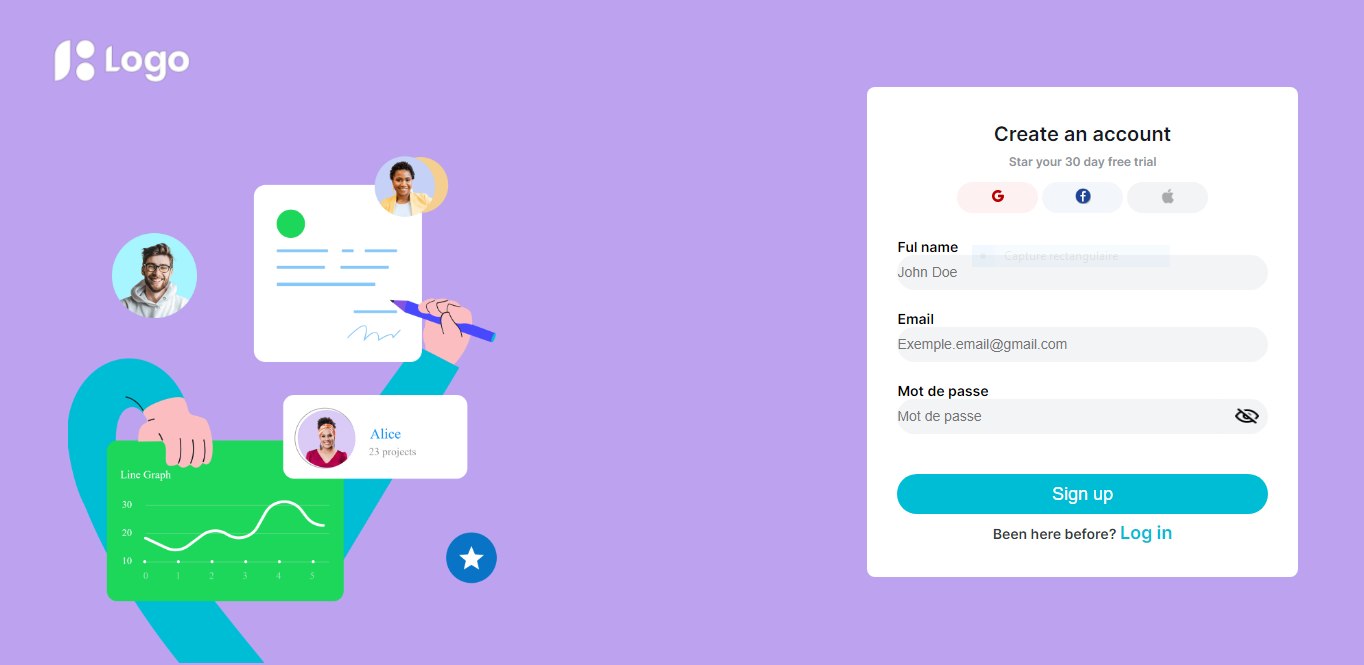 Logo
Create an account
Star your 30 day free trial
Ful name
Capture rectangulaire
John Doe
Email
Exemple.email@gmail.com
Mot de passe
Mot de passe
Sign up
Been here before? Log in
Alice
23 projects
Line Graph
30
20
10
0 1 2 3 4 5